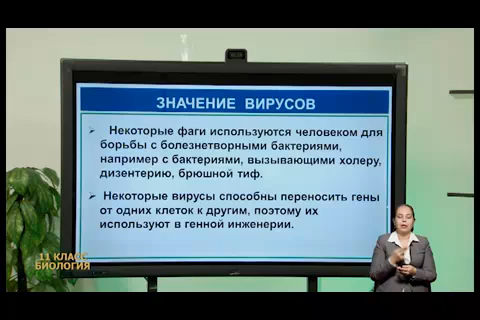 ЗНАЧЕНИЕ ВИРУСОВ
Некоторые фаги используются человеком для
борьбы с болезнетворными бактериями,
например с бактериями, вызывающими холеру,
дизентерию, брюшной тиф.
Некоторые вирусы способны переносить гены
от одних клеток к другим, поэтому их
используют в генной инженерии.
11 КЛАСС
БИОЛОГИЯ